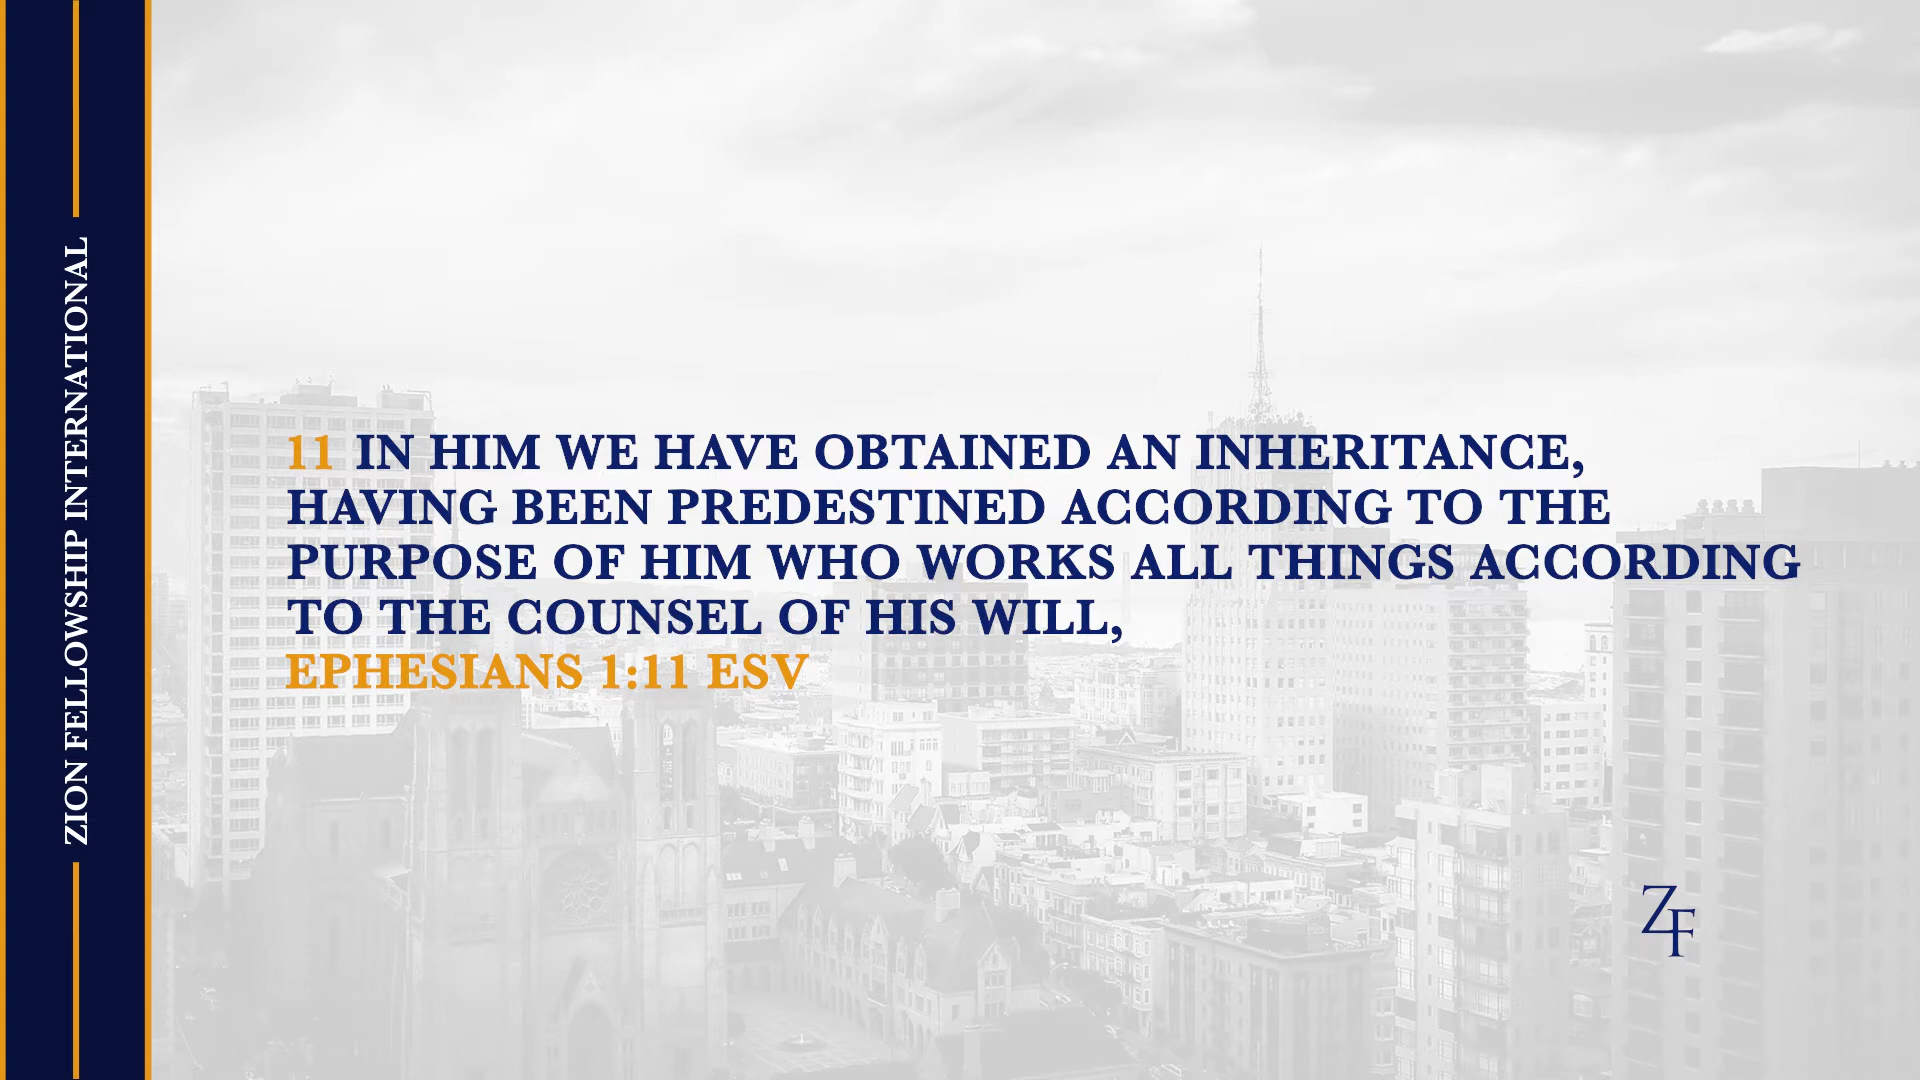 ZION FELLOWSHIP INTERNATIONAL
11 IN HIM WE HAVE OBTAINED AN INHERITANCE,
HAVING BEEN PREDESTINED ACCORDING TO THE
PURPOSE OF HIM WHO WORKS ALL THINGS ACCORDING
TO THE COUNSEL OF HIS WILL,
EPHESIANS 1:11 ESV
ZF